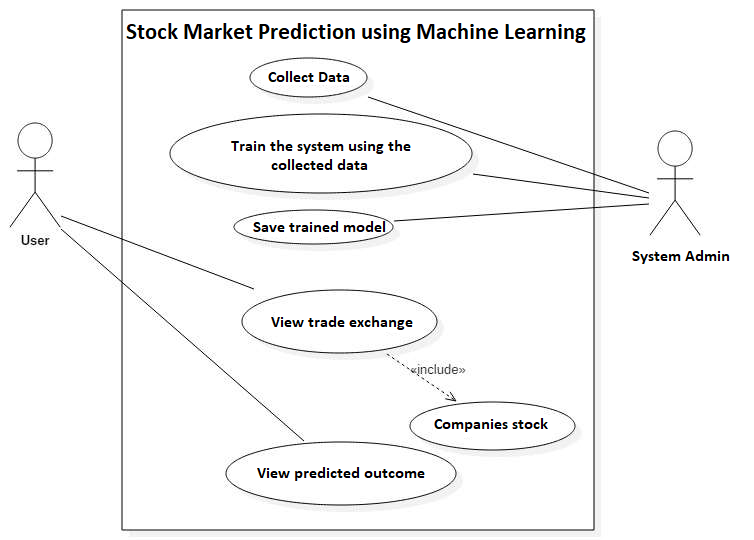 Stock Market Prediction using Machine Learning
Collect Data
Train the system using the
collected data
Save trained model
User
System Admin
View trade exchange
«include»
Companies stock
View predicted outcome